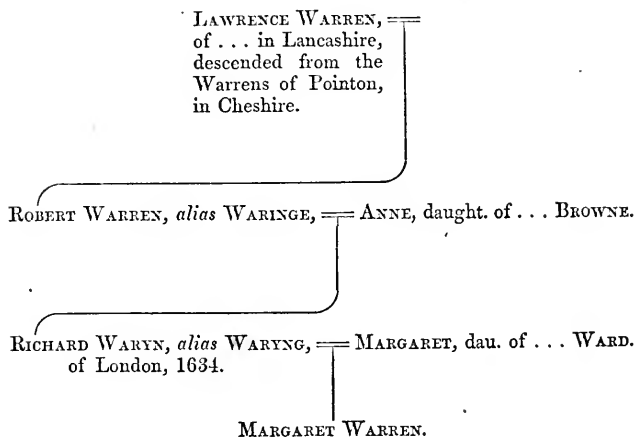 LAWRENCE WARREN,
of . . . in Lancashire,
descended from the
Warrens of Pointon,
in Cheshire.
ROBERT WARREN, alias WARINGE, ANNE, daught. of . . . BROWNE.
RICHARD WARYN, alias WARYNG, MARGARET, dau. of . . . WARD.
of London, 1634.
MARGARET WARREN.